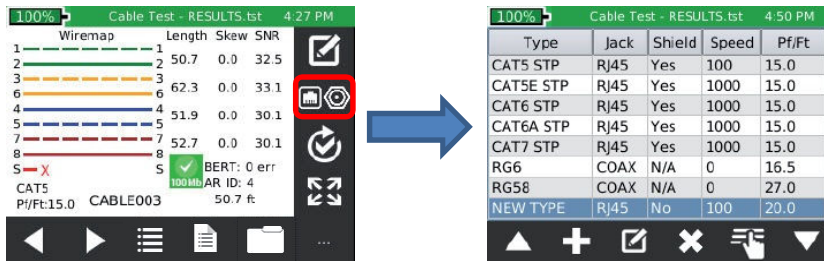 100% Cable Test - RESULTS.tst 4:27 PM
Wiremap Length Skew SNR
1 1
2 2 50.7 0.0 32.5
3 3
6 6 62.3 0.0 33.1
4 4
5 5 51.9 0.0 30.1
7 7
8 8 52.7 0.0 30.1
S X S
100Mb BERT: 0 err
AR ID: 4
CAT5
Pf/Ft:15.0 CABLE003 50.7 ft
...
100% Cable Test - RESULTS.tst 4:50 PM
Type Jack Shield Speed Pf/Ft
CAT5 STP RJ45 Yes 100 15.0
CAT5E STP RJ45 Yes 1000 15.0
CAT6 STP RJ45 Yes 1000 15.0
CAT6A STP RJ45 Yes 1000 15.0
CAT7 STP RJ45 Yes 1000 15.0
RG6 COAX N/A 0 16.5
RG58 COAX N/A 0 27.0
NEW TYPE RJ45 No 100 20.0